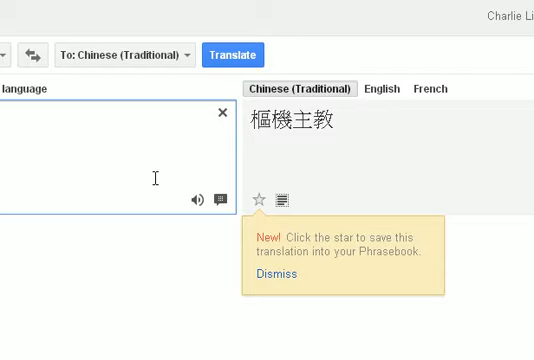 Charlie Li
To: Chinese (Traditional) Translate
language
Chinese (Traditional) English French
樞機主教
New! Click the star to save this
translation into your Phrasebook.
Dismiss